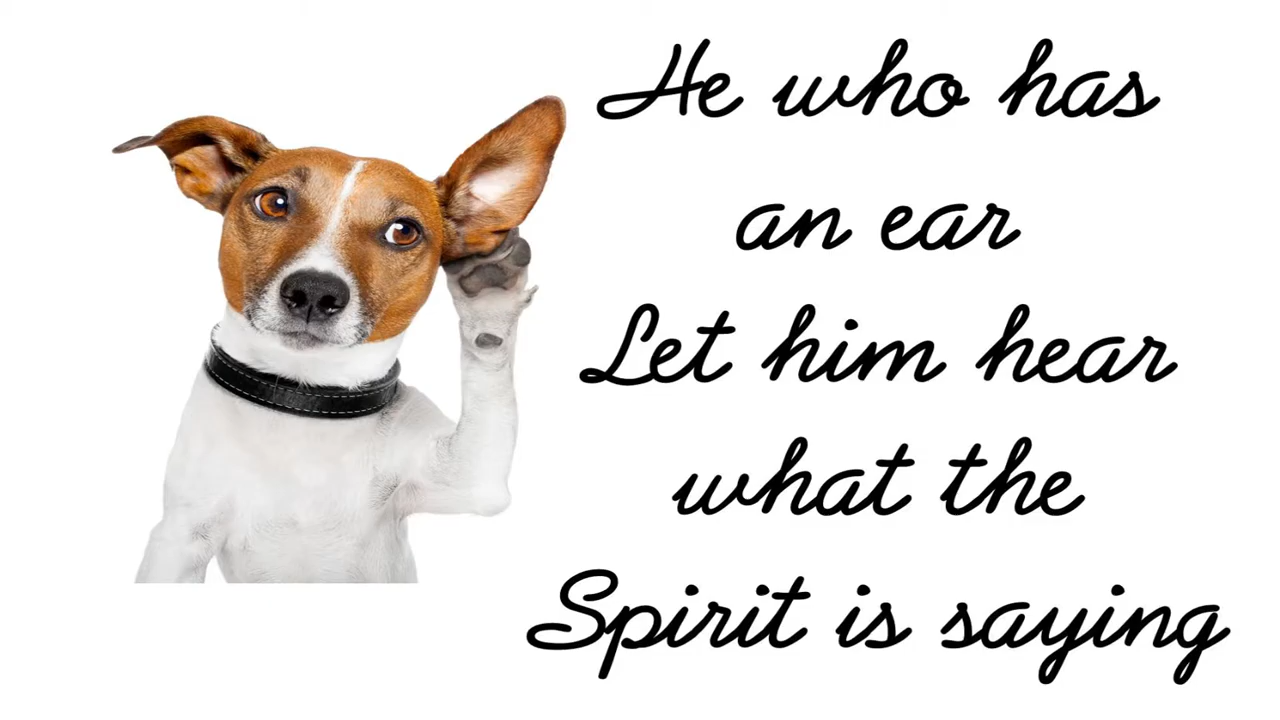 He who has
an ear
Let him hear
what the
Spirit is saying